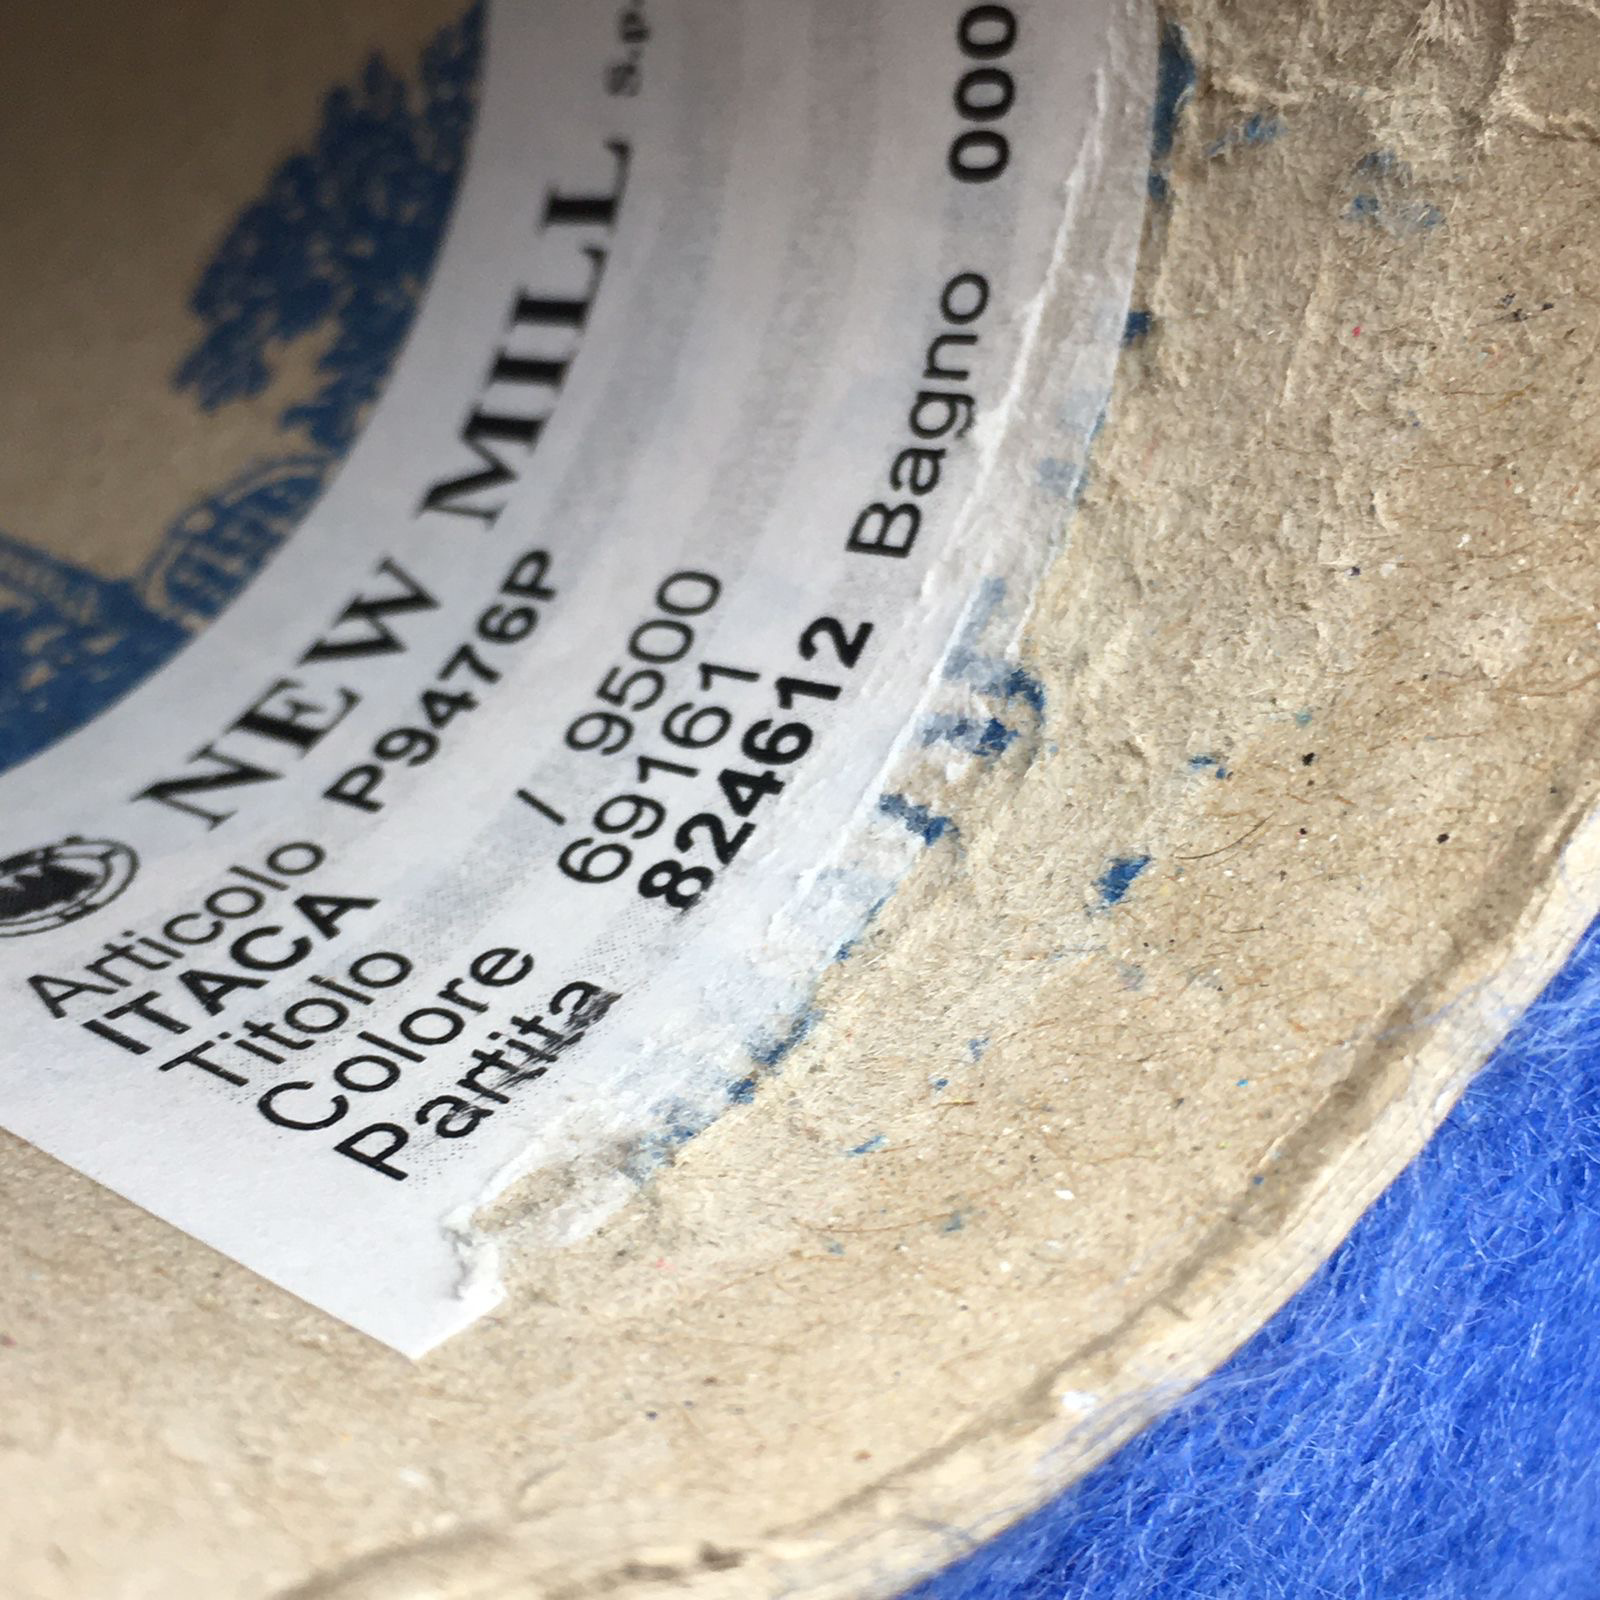 NEW MILL S.p.
Articolo P9476P
ITACA
Titolo / 9500
Colore 69161
Partita 824612 Bagno 000